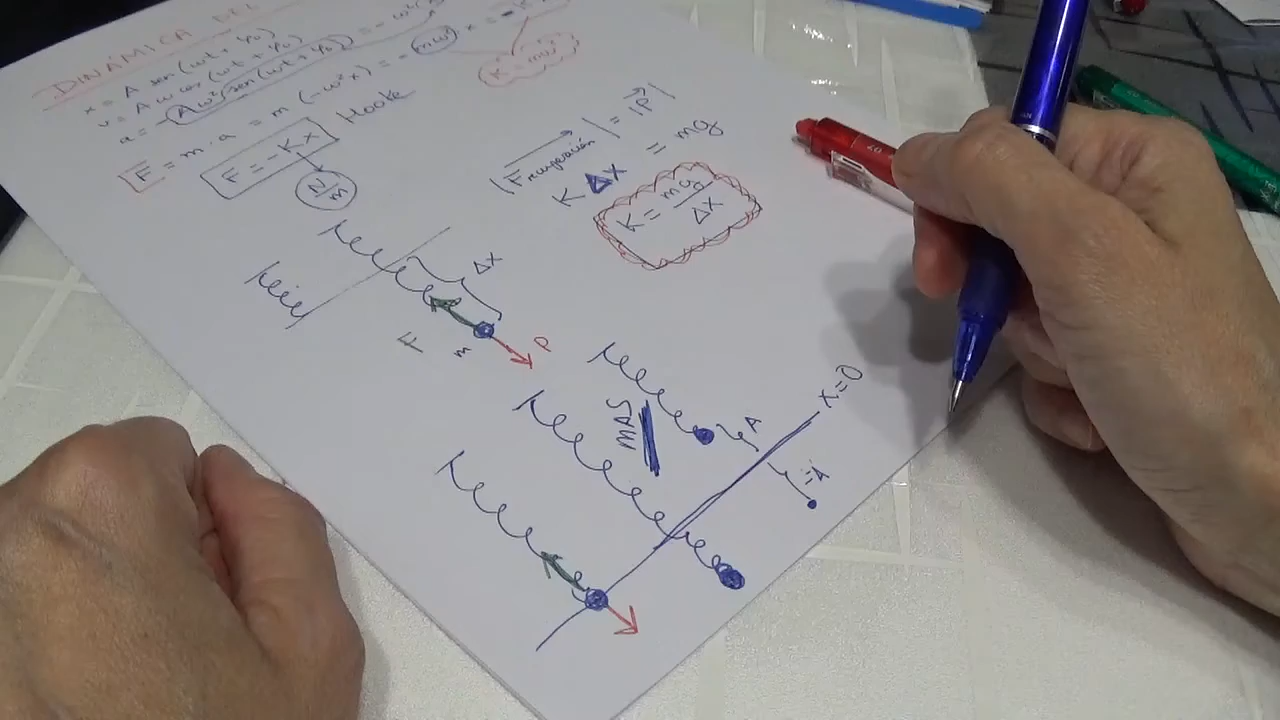 DINÁMICA DEL
x = A sen (ωt + φ₀)
v = A ω cos (ωt + φ₀)
a = - Aω² sen (ωt + φ₀) = - ω²x
F = m · a = m (-ω²x) = - mω² x = - K x
K = mω²
F = - K x Hooke
N/m
|F recuperación| = |P|
K Δx = mg
K = mg/Δx
Δx
F
m
P
MAS
A
x=0
-A